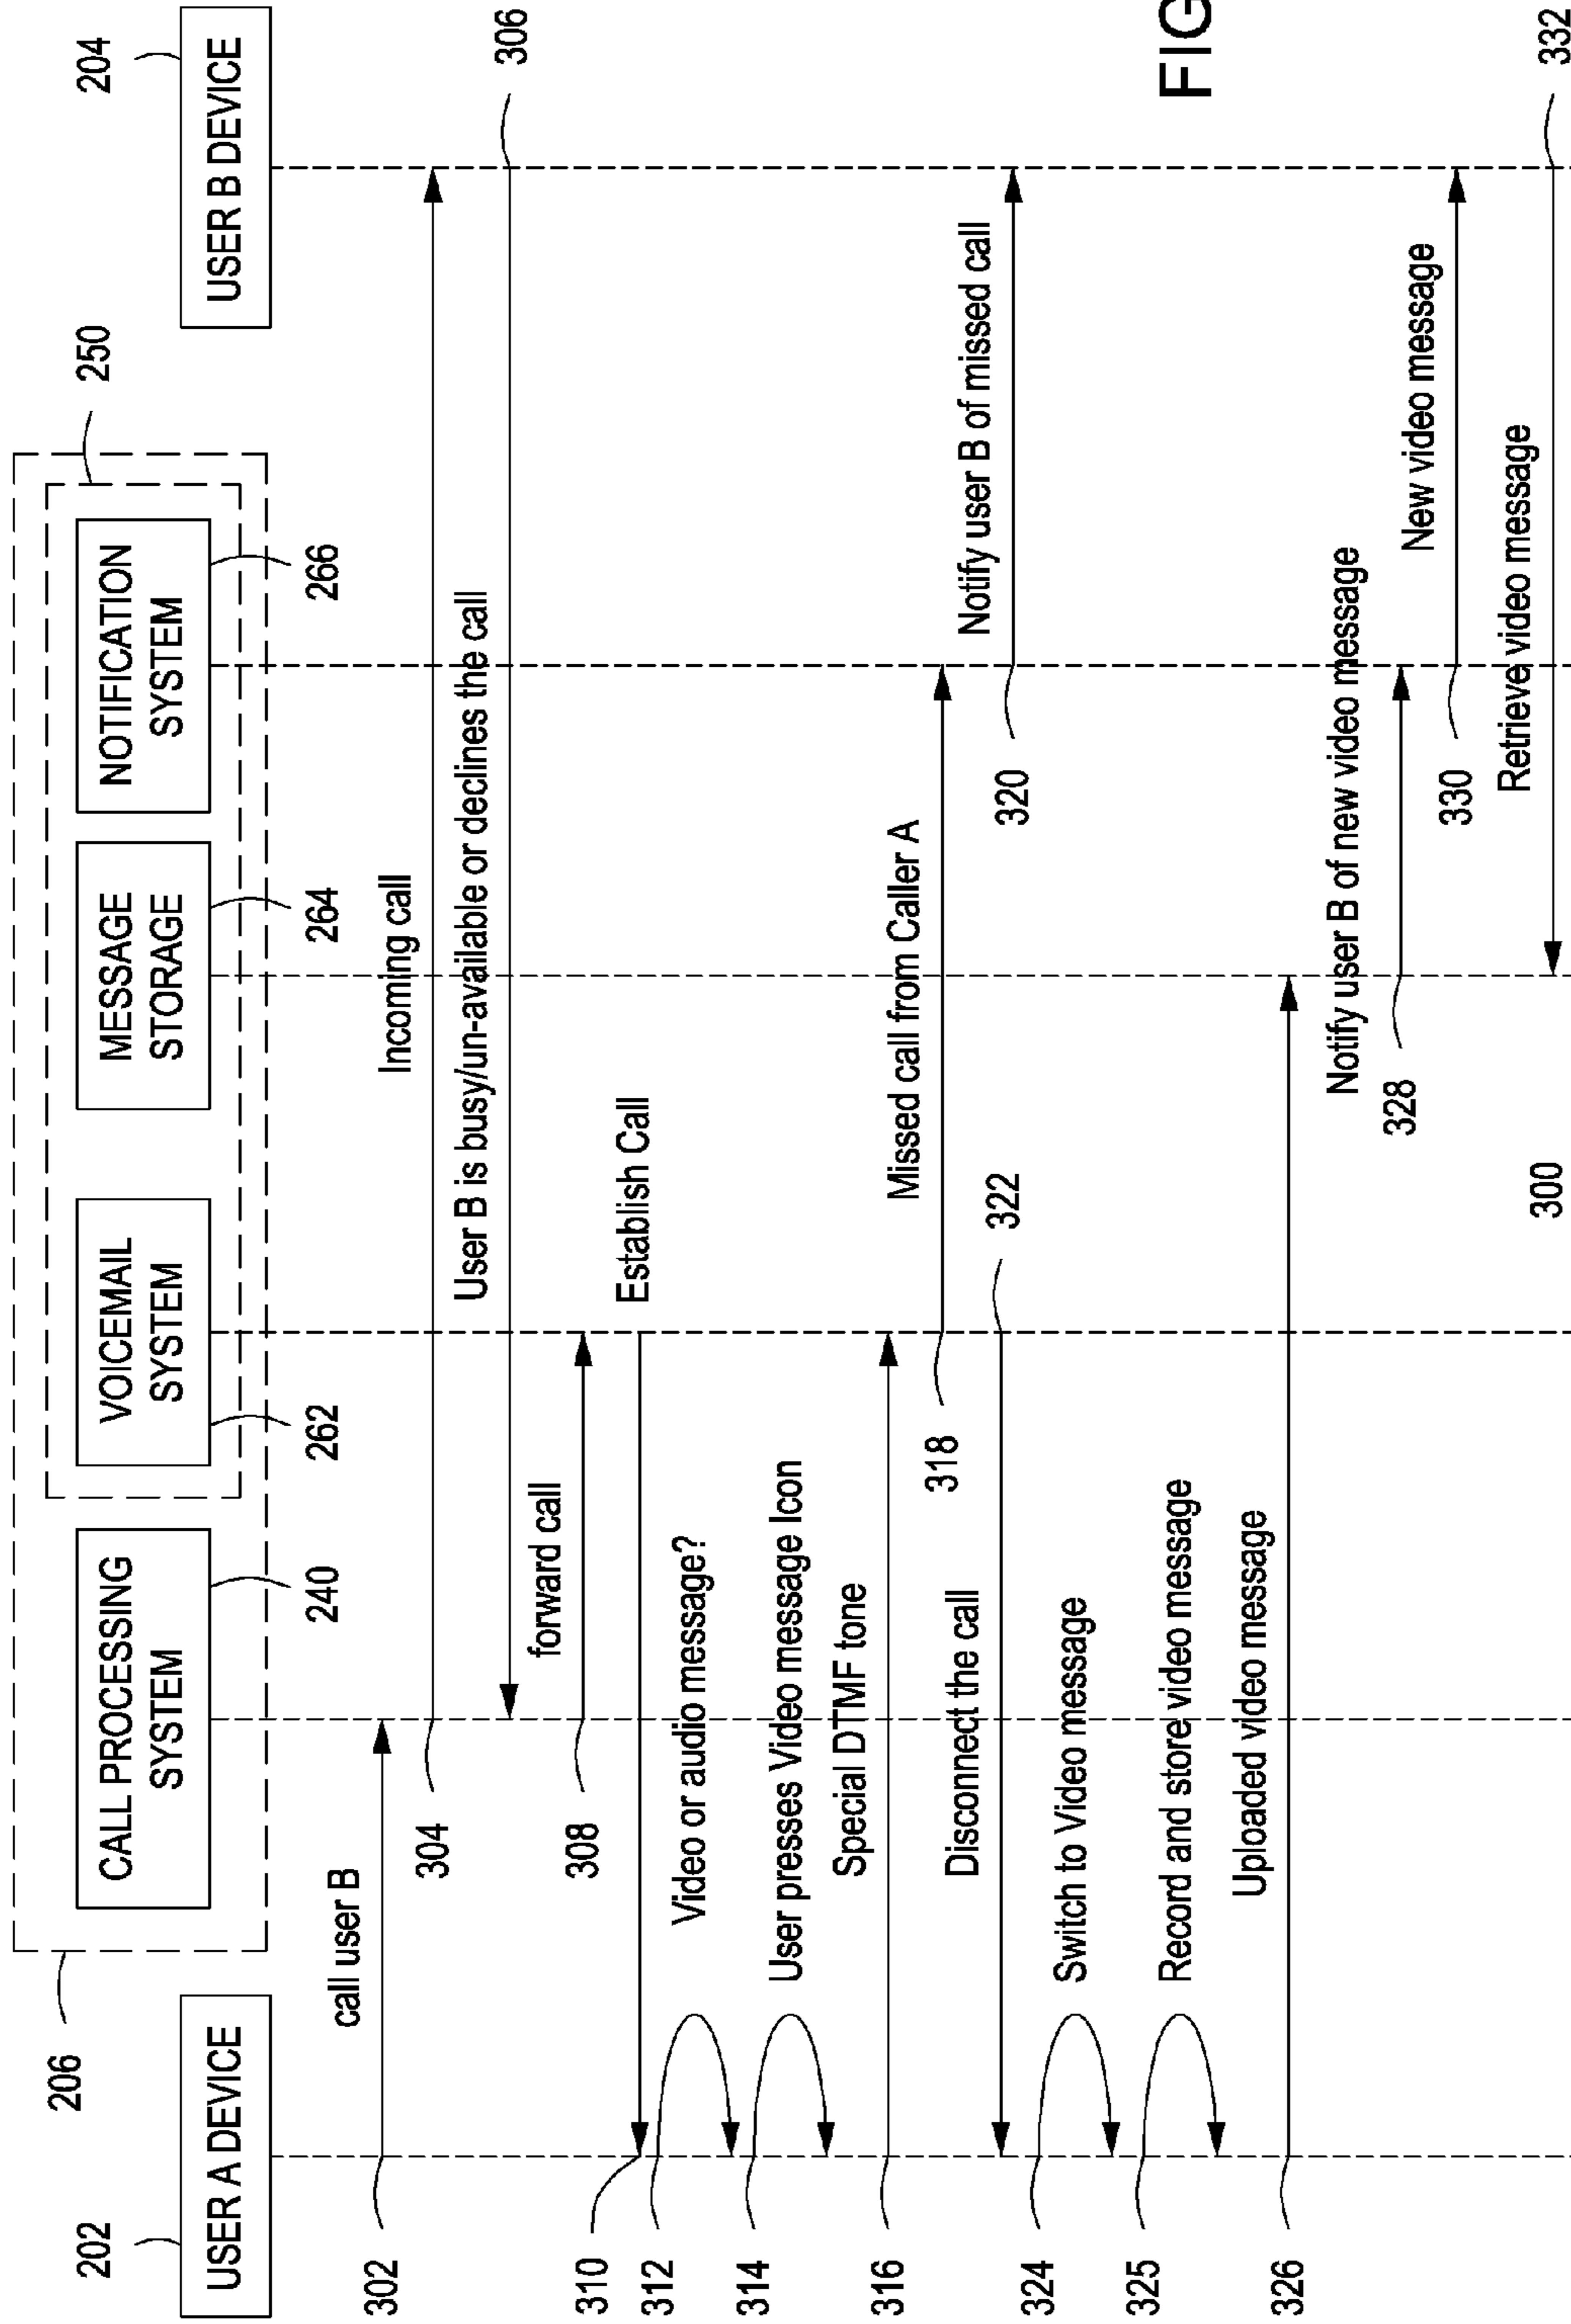 206
250
202
USER A DEVICE
CALL PROCESSING
SYSTEM
240
VOICEMAIL
SYSTEM
262
MESSAGE
STORAGE
264
NOTIFICATION
SYSTEM
266
204
USER B DEVICE
call user B
302
Incoming call
304
User B is busy/un-available or declines the call
306
forward call
308
Establish Call
310
Video or audio message?
312
User presses Video message Icon
314
Special DTMF tone
316
Missed call from Caller A
318
Notify user B of missed call
320
Disconnect the call
322
Switch to Video message
324
Record and store video message
325
Uploaded video message
326
Notify user B of new video message
328
New video message
330
Retrieve video message
332
300
FIG